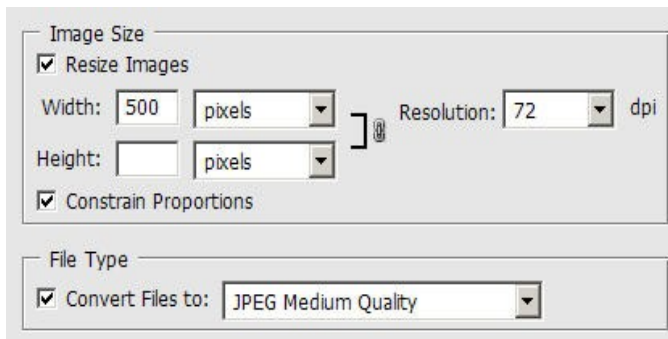 Image Size
Resize Images
Width: 500 pixels Resolution: 72 dpi
Height: pixels
Constrain Proportions
File Type
Convert Files to: JPEG Medium Quality